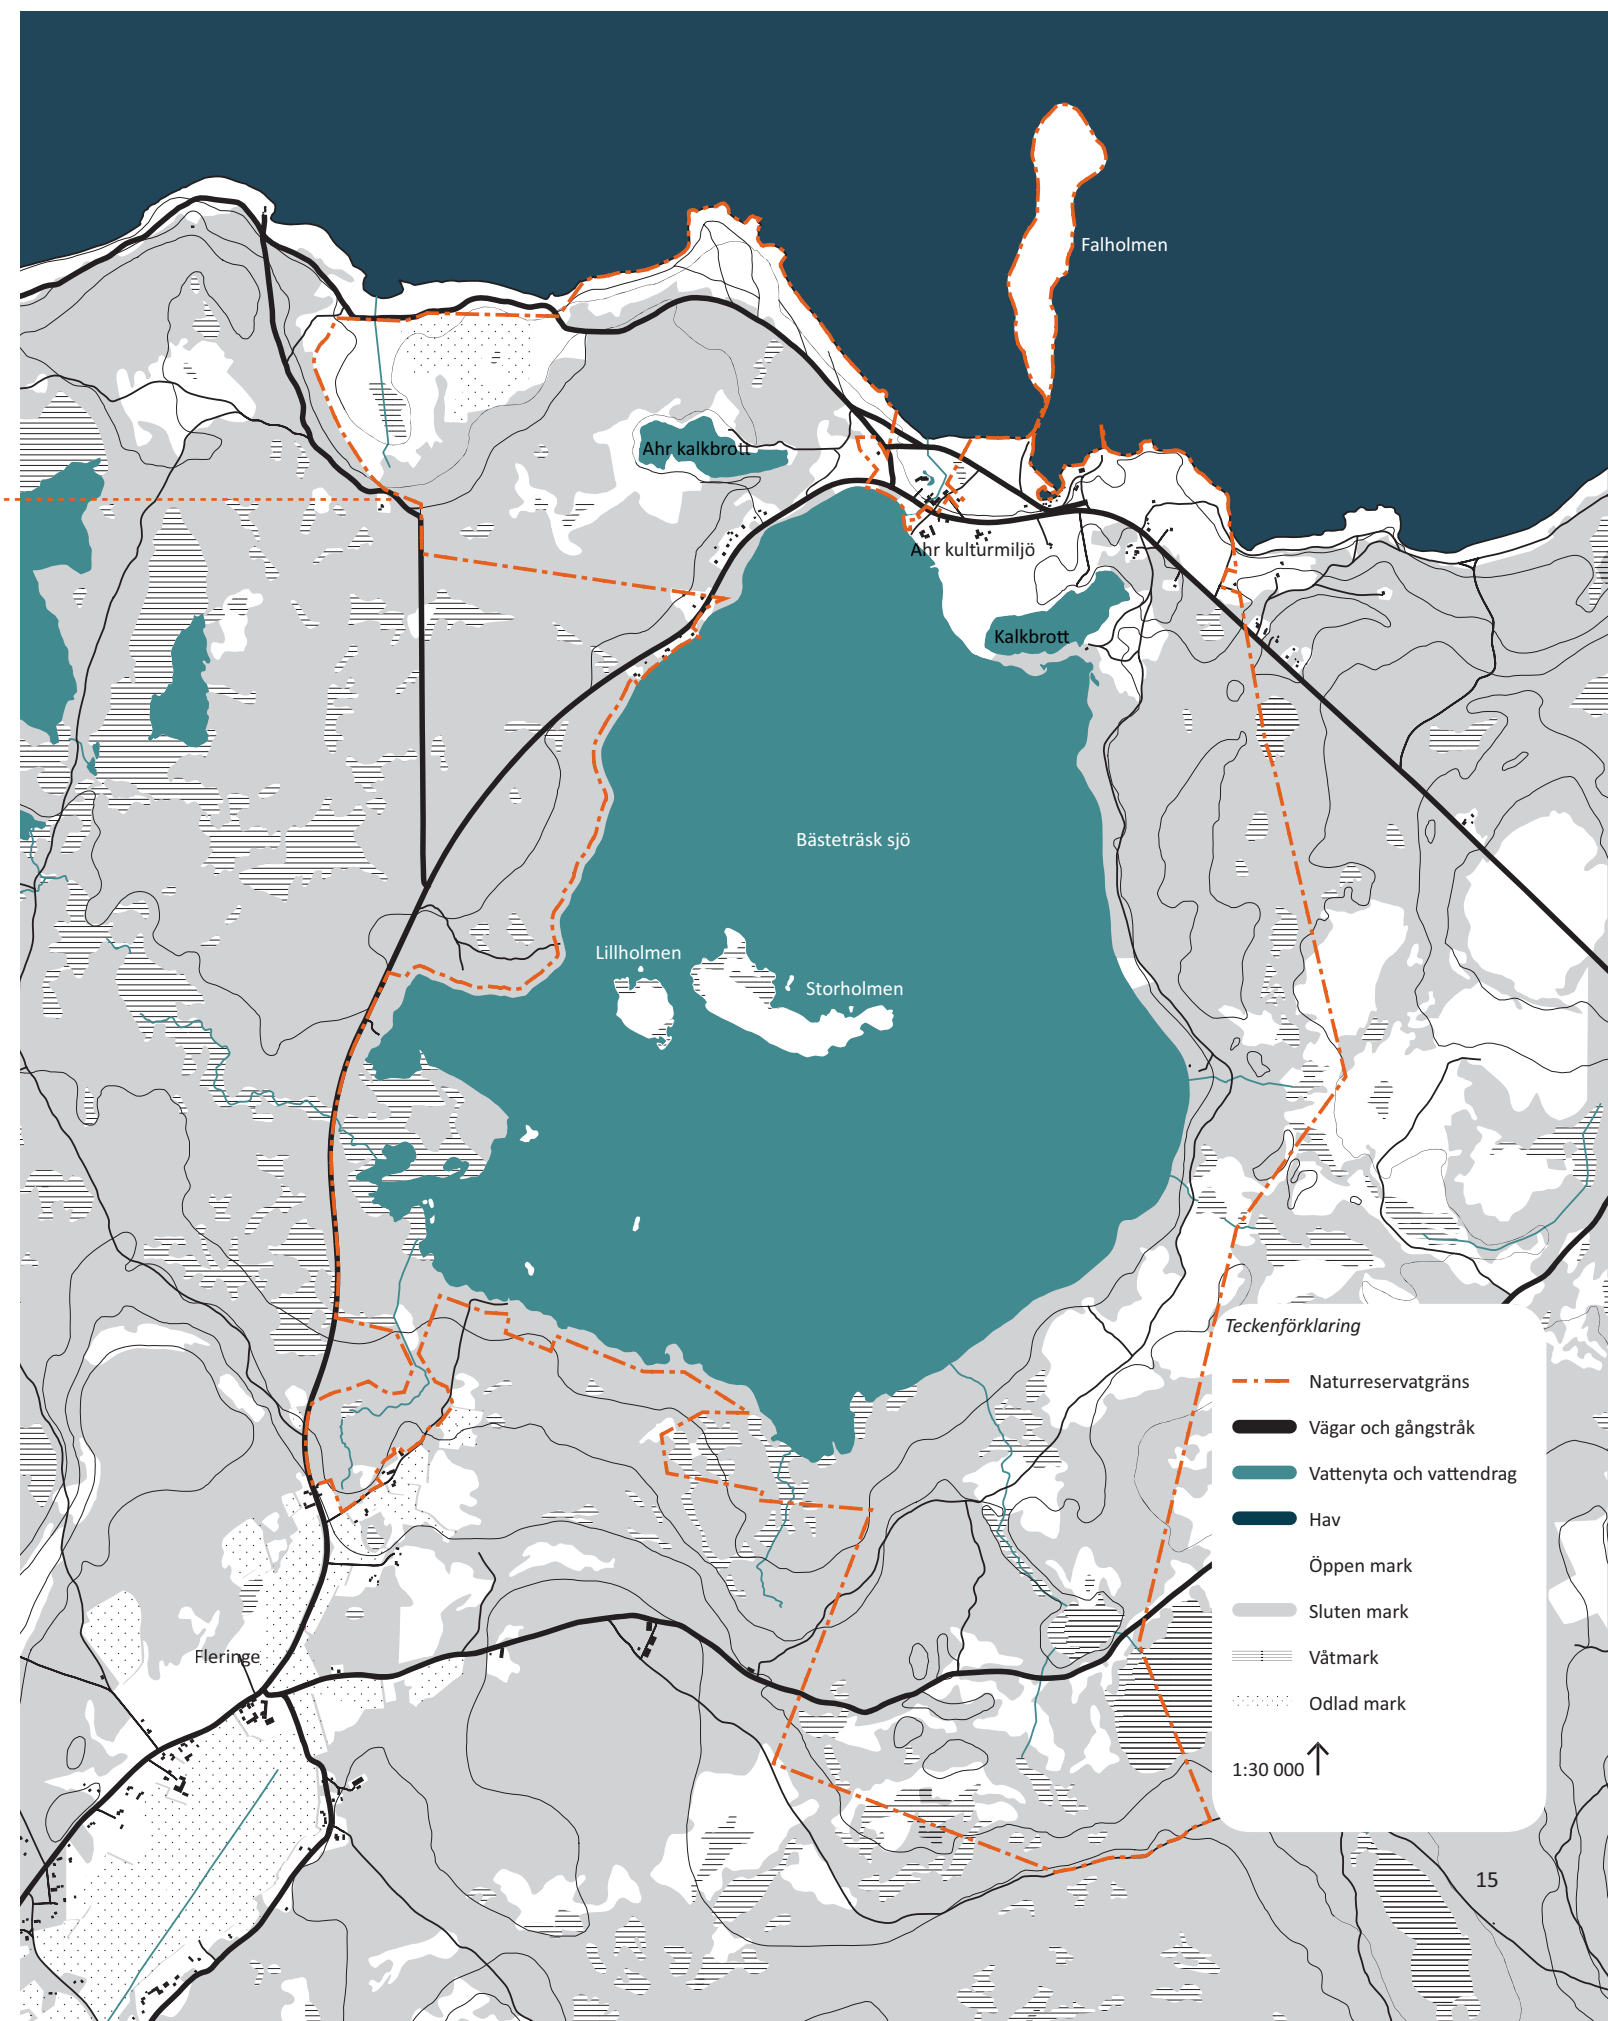 Falholmen
Ahr kalkbrott
Ahr kulturmiljö
Kalkbrott
Bästeträsk sjö
Lillholmen
Storholmen
Fleringe
Teckenförklaring
Naturreservatgräns
Vägar och gångstråk
Vattenyta och vattendrag
Hav
Öppen mark
Sluten mark
Våtmark
Odlad mark
1:30 000
15